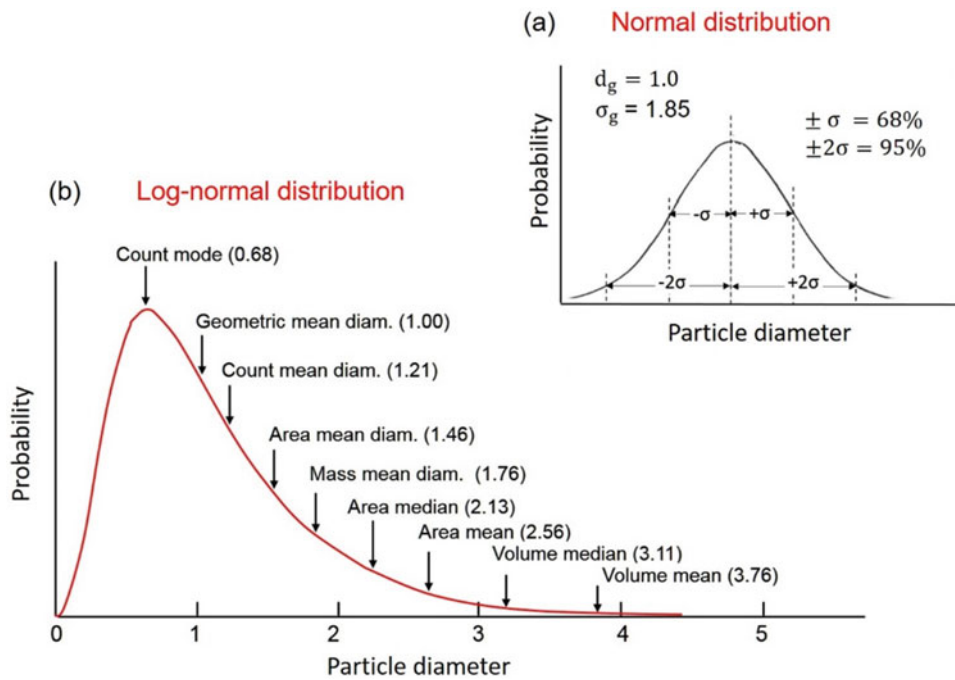 (a) Normal distribution
d_g = 1.0
σ_g = 1.85
± σ = 68%
±2σ = 95%
Probability
-σ +σ
-2σ +2σ
Particle diameter
(b) Log-normal distribution
Count mode (0.68)
Geometric mean diam. (1.00)
Count mean diam. (1.21)
Area mean diam. (1.46)
Mass mean diam. (1.76)
Area median (2.13)
Area mean (2.56)
Volume median (3.11)
Volume mean (3.76)
Probability
0 1 2 3 4 5
Particle diameter